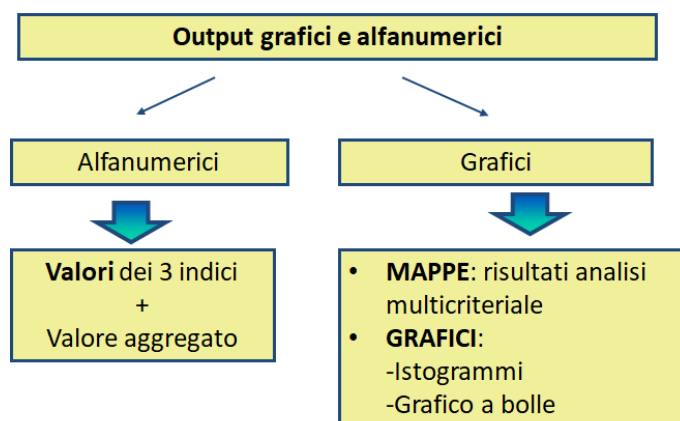 Output grafici e alfanumerici
Alfanumerici
Grafici
Valori dei 3 indici
+
Valore aggregato
• MAPPE: risultati analisi
multicriteriale
• GRAFICI:
-Istogrammi
-Grafico a bolle